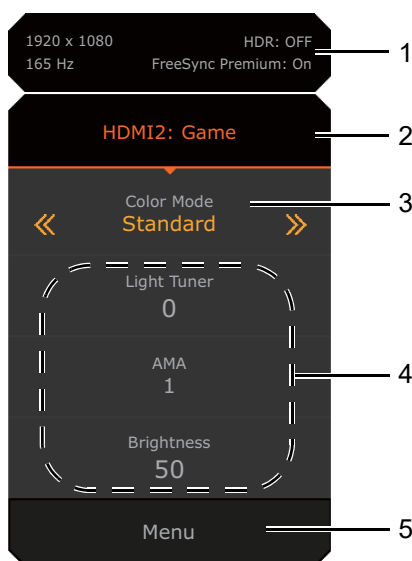 1920 x 1080 HDR: OFF
165 Hz FreeSync Premium: On
1
HDMI2: Game
2
Color Mode
3
Standard
Light Tuner
0
AMA
1
4
Brightness
50
Menu
5